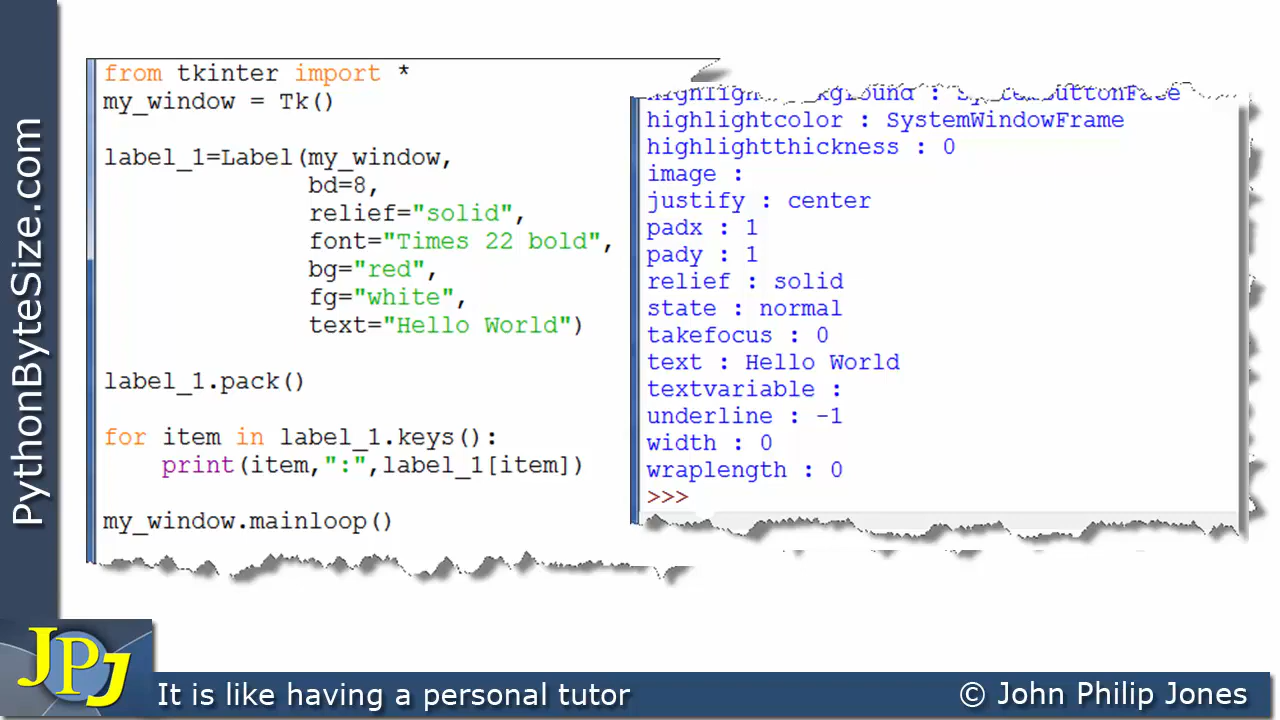 PythonByteSize.com
from tkinter import *
my_window = Tk()
label_1=Label(my_window,
bd=8,
relief="solid",
font="Times 22 bold",
bg="red",
fg="white",
text="Hello World")
label_1.pack()
for item in label_1.keys():
print(item,":",label_1[item])
my_window.mainloop()
highlightbackground : SystemButtonFace
highlightcolor : SystemWindowFrame
highlightthickness : 0
image :
justify : center
padx : 1
pady : 1
relief : solid
state : normal
takefocus : 0
text : Hello World
textvariable :
underline : -1
width : 0
wraplength : 0
>>>
JPJ
It is like having a personal tutor
© John Philip Jones